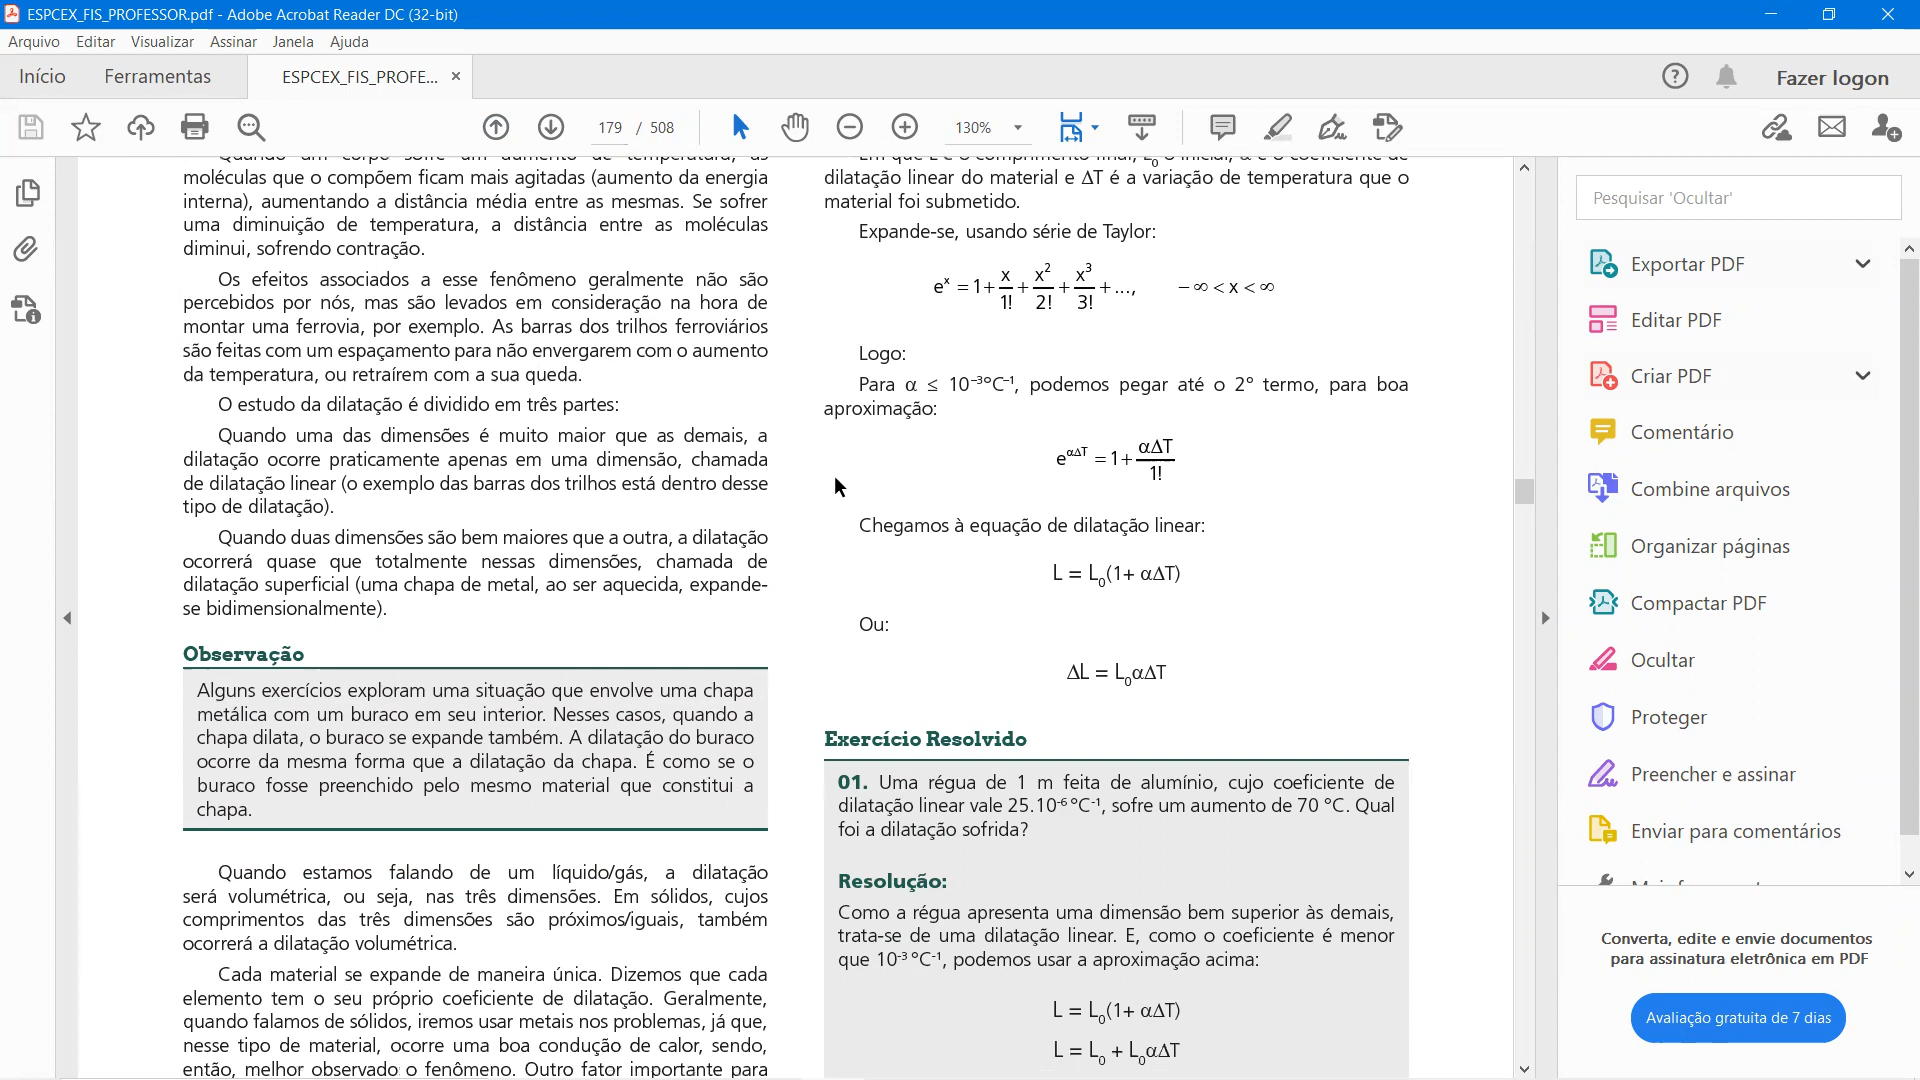 ESPCEX_FIS_PROFESSOR.pdf - Adobe Acrobat Reader DC (32-bit)
Arquivo Editar Visualizar Assinar Janela Ajuda
Início Ferramentas ESPCEX_FIS_PROFE... × Fazer logon
179 / 508 130%
Quando um corpo sofre um aumento de temperatura, as
moléculas que o compõem ficam mais agitadas (aumento da energia
interna), aumentando a distância média entre as mesmas. Se sofrer
uma diminuição de temperatura, a distância entre as moléculas
diminui, sofrendo contração.
Os efeitos associados a esse fenômeno geralmente não são
percebidos por nós, mas são levados em consideração na hora de
montar uma ferrovia, por exemplo. As barras dos trilhos ferroviários
são feitas com um espaçamento para não envergarem com o aumento
da temperatura, ou retraírem com a sua queda.
O estudo da dilatação é dividido em três partes:
Quando uma das dimensões é muito maior que as demais, a
dilatação ocorre praticamente apenas em uma dimensão, chamada
de dilatação linear (o exemplo das barras dos trilhos está dentro desse
tipo de dilatação).
Quando duas dimensões são bem maiores que a outra, a dilatação
ocorrerá quase que totalmente nessas dimensões, chamada de
dilatação superficial (uma chapa de metal, ao ser aquecida, expande-
se bidimensionalmente).
Observação
Alguns exercícios exploram uma situação que envolve uma chapa
metálica com um buraco em seu interior. Nesses casos, quando a
chapa dilata, o buraco se expande também. A dilatação do buraco
ocorre da mesma forma que a dilatação da chapa. É como se o
buraco fosse preenchido pelo mesmo material que constitui a
chapa.
Quando estamos falando de um líquido/gás, a dilatação
será volumétrica, ou seja, nas três dimensões. Em sólidos, cujos
comprimentos das três dimensões são próximos/iguais, também
ocorrerá a dilatação volumétrica.
Cada material se expande de maneira única. Dizemos que cada
elemento tem o seu próprio coeficiente de dilatação. Geralmente,
quando falamos de sólidos, iremos usar metais nos problemas, já que,
nesse tipo de material, ocorre uma boa condução de calor, sendo,
então, melhor observado o fenômeno. Outro fator importante para
Em que L é o comprimento final, L₀ o inicial, α é o coeficiente de
dilatação linear do material e ΔT é a variação de temperatura que o
material foi submetido.
Expande-se, usando série de Taylor:
eˣ = 1 + x/1! + x²/2! + x³/3! + ..., − ∞ < x < ∞
Logo:
Para α ≤ 10⁻³°C⁻¹, podemos pegar até o 2° termo, para boa
aproximação:
e^αΔT = 1 + αΔT/1!
Chegamos à equação de dilatação linear:
L = L₀(1+ αΔT)
Ou:
ΔL = L₀αΔT
Exercício Resolvido
01. Uma régua de 1 m feita de alumínio, cujo coeficiente de
dilatação linear vale 25.10⁻⁶ °C⁻¹, sofre um aumento de 70 °C. Qual
foi a dilatação sofrida?
Resolução:
Como a régua apresenta uma dimensão bem superior às demais,
trata-se de uma dilatação linear. E, como o coeficiente é menor
que 10⁻³ °C⁻¹, podemos usar a aproximação acima:
L = L₀(1+ αΔT)
L = L₀ + L₀αΔT
Pesquisar 'Ocultar'
Exportar PDF
Editar PDF
Criar PDF
Comentário
Combine arquivos
Organizar páginas
Compactar PDF
Ocultar
Proteger
Preencher e assinar
Enviar para comentários
Converta, edite e envie documentos
para assinatura eletrônica em PDF
Avaliação gratuita de 7 dias